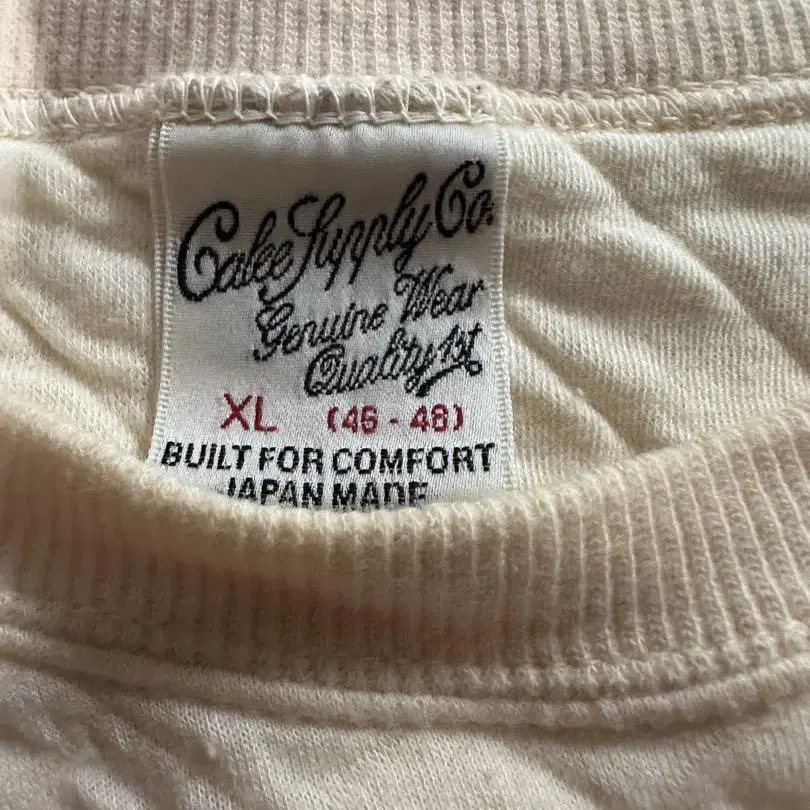 Calee Supply Co.
Genuine Wear
Quality 1st
XL (46-48)
BUILT FOR COMFORT
JAPAN MADE